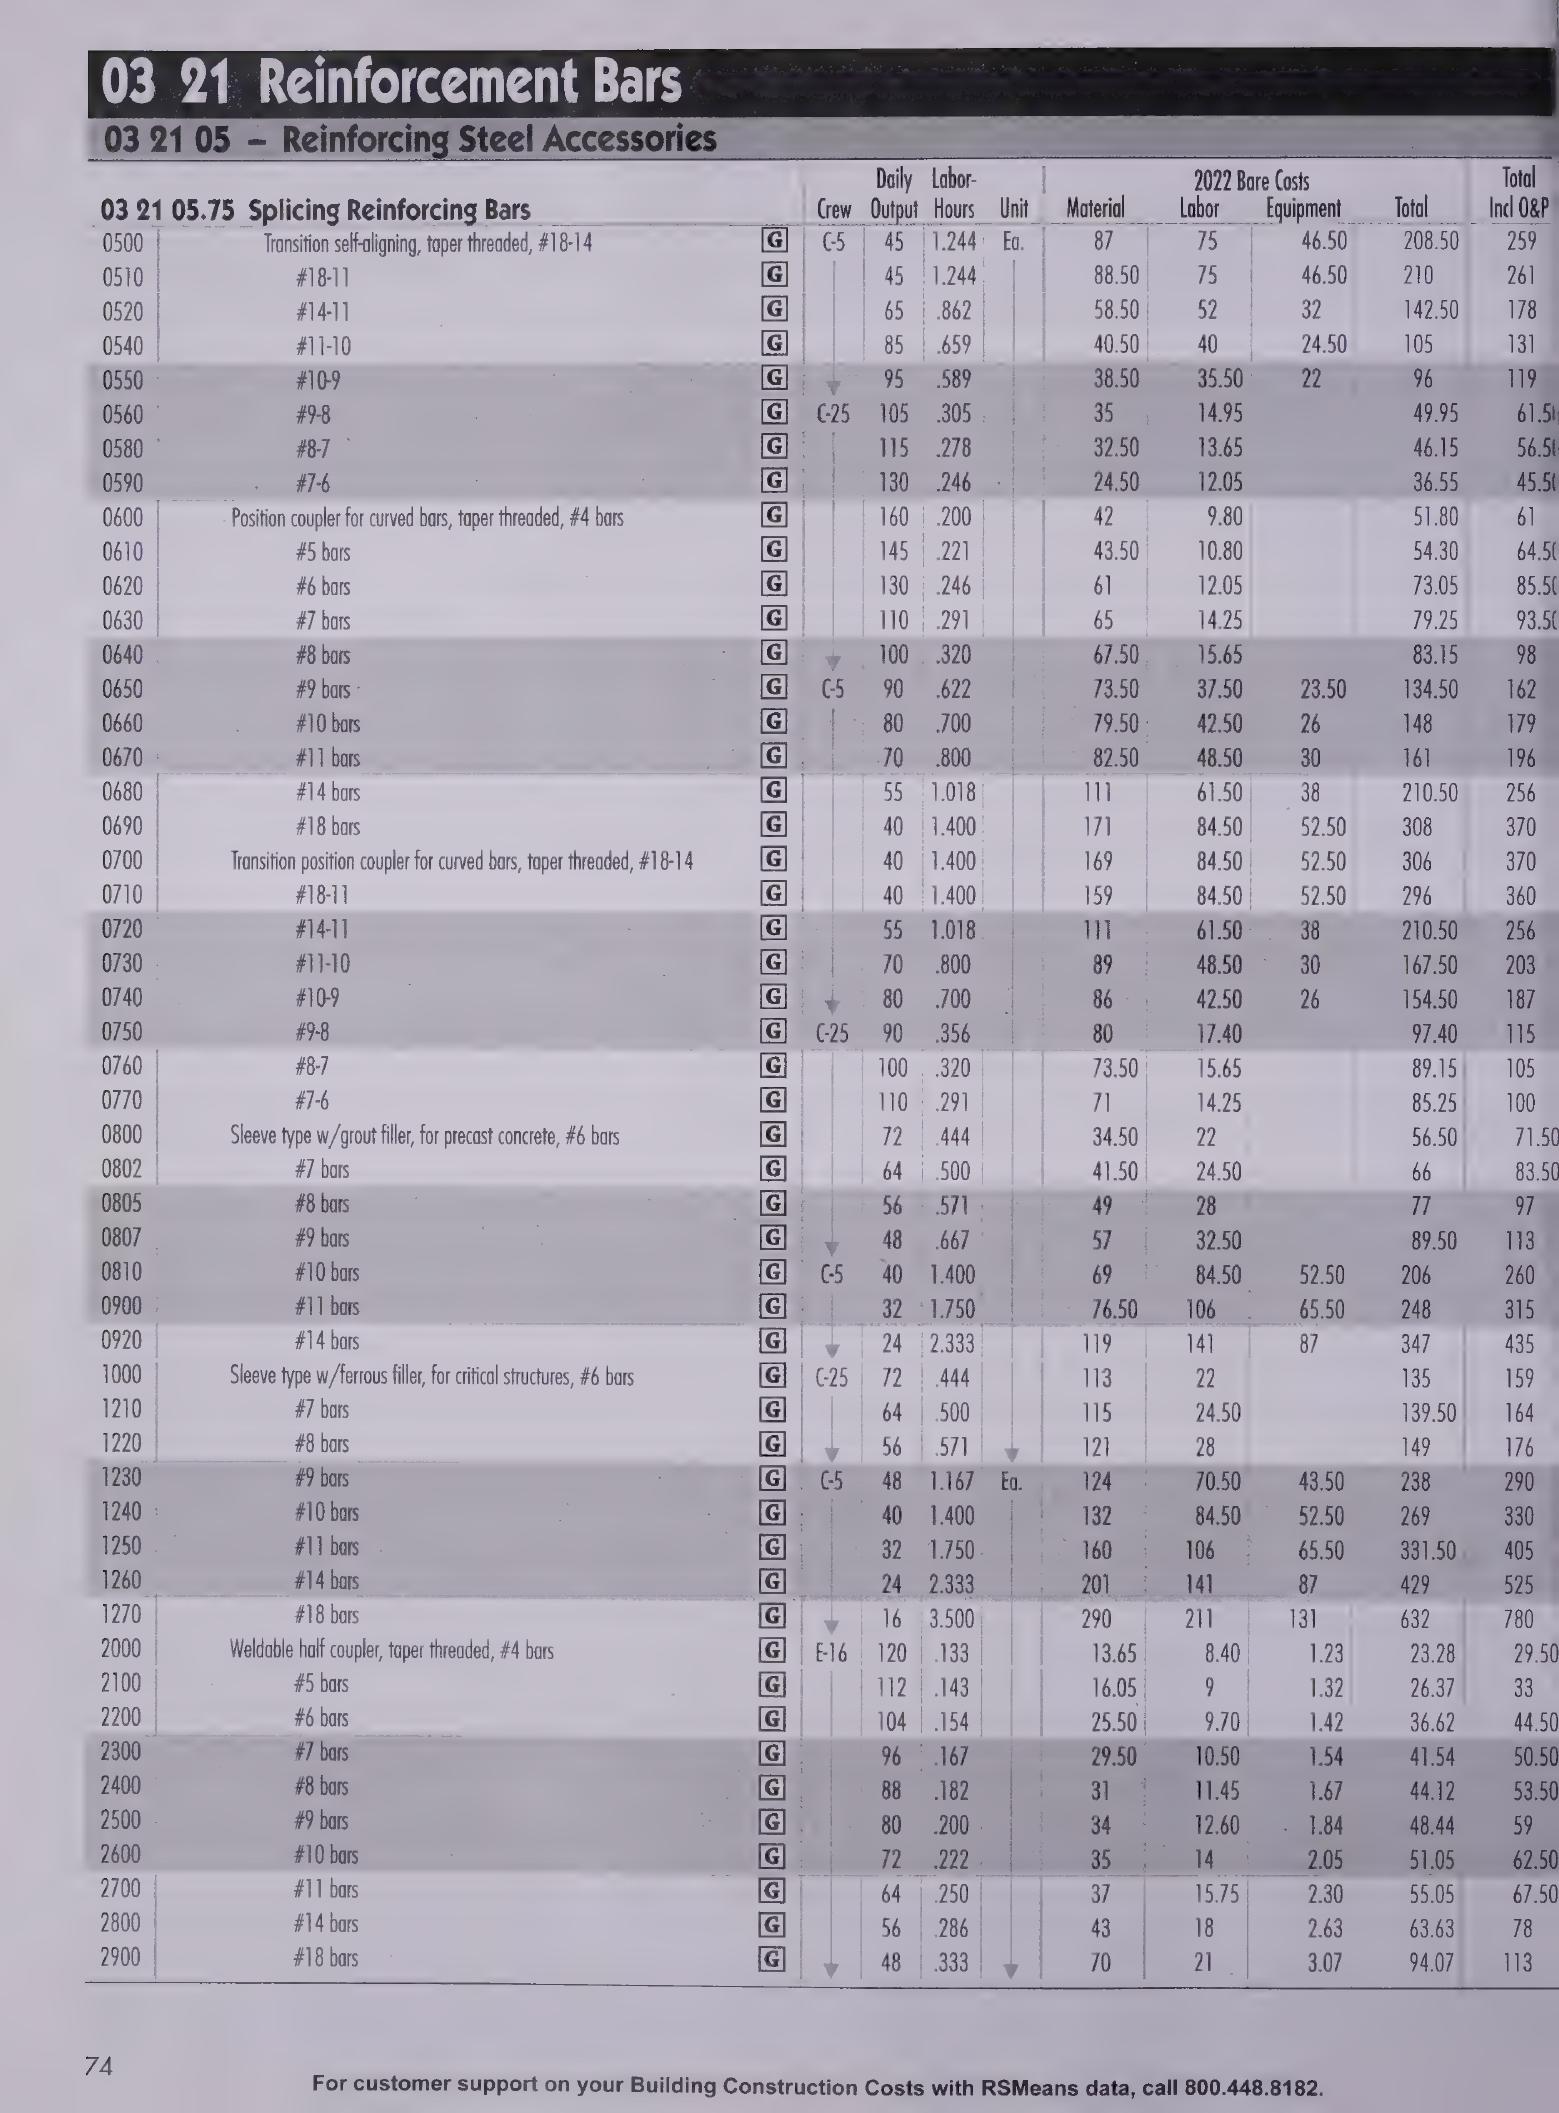 03 21 Reinforcement Bars
03 21 05 – Reinforcing Steel Accessories
Daily Labor- 2022 Bare Costs Total
03 21 05.75 Splicing Reinforcing Bars Crew Output Hours Unit Material Labor Equipment Total Incl O&P
0500 Transition self-aligning, taper threaded, #18-14 G C-5 45 1.244 Ea. 87 75 46.50 208.50 259
0510 #18-11 G 45 1.244 88.50 75 46.50 210 261
0520 #14-11 G 65 .862 58.50 52 32 142.50 178
0540 #11-10 G 85 .659 40.50 40 24.50 105 131
0550 #10-9 G 95 .589 38.50 35.50 22 96 119
0560 #9-8 G C-25 105 .305 35 14.95 49.95 61.5
0580 #8-7 G 115 .278 32.50 13.65 46.15 56.5
0590 #7-6 G 130 .246 24.50 12.05 36.55 45.5
0600 Position coupler for curved bars, taper threaded, #4 bars G 160 .200 42 9.80 51.80 61
0610 #5 bars G 145 .221 43.50 10.80 54.30 64.5
0620 #6 bars G 130 .246 61 12.05 73.05 85.5
0630 #7 bars G 110 .291 65 14.25 79.25 93.5
0640 #8 bars G 100 .320 67.50 15.65 83.15 98
0650 #9 bars G C-5 90 .622 73.50 37.50 23.50 134.50 162
0660 #10 bars G 80 .700 79.50 42.50 26 148 179
0670 #11 bars G 70 .800 82.50 48.50 30 161 196
0680 #14 bars G 55 1.018 111 61.50 38 210.50 256
0690 #18 bars G 40 1.400 171 84.50 52.50 308 370
0700 Transition position coupler for curved bars, taper threaded, #18-14 G 40 1.400 169 84.50 52.50 306 370
0710 #18-11 G 40 1.400 159 84.50 52.50 296 360
0720 #14-11 G 55 1.018 111 61.50 38 210.50 256
0730 #11-10 G 70 .800 89 48.50 30 167.50 203
0740 #10-9 G 80 .700 86 42.50 26 154.50 187
0750 #9-8 G C-25 90 .356 80 17.40 97.40 115
0760 #8-7 G 100 .320 73.50 15.65 89.15 105
0770 #7-6 G 110 .291 71 14.25 85.25 100
0800 Sleeve type w/grout filler, for precast concrete, #6 bars G 72 .444 34.50 22 56.50 71.50
0802 #7 bars G 64 .500 41.50 24.50 66 83.50
0805 #8 bars G 56 .571 49 28 77 97
0807 #9 bars G 48 .667 57 32.50 89.50 113
0810 #10 bars G C-5 40 1.400 69 84.50 52.50 206 260
0900 #11 bars G 32 1.750 76.50 106 65.50 248 315
0920 #14 bars G 24 2.333 119 141 87 347 435
1000 Sleeve type w/ferrous filler, for critical structures, #6 bars G C-25 72 .444 113 22 135 159
1210 #7 bars G 64 .500 115 24.50 139.50 164
1220 #8 bars G 56 .571 121 28 149 176
1230 #9 bars G C-5 48 1.167 Ea. 124 70.50 43.50 238 290
1240 #10 bars G 40 1.400 132 84.50 52.50 269 330
1250 #11 bars G 32 1.750 160 106 65.50 331.50 405
1260 #14 bars G 24 2.333 201 141 87 429 525
1270 #18 bars G 16 3.500 290 211 131 632 780
2000 Weldable half coupler, taper threaded, #4 bars G E-16 120 .133 13.65 8.40 1.23 23.28 29.50
2100 #5 bars G 112 .143 16.05 9 1.32 26.37 33
2200 #6 bars G 104 .154 25.50 9.70 1.42 36.62 44.50
2300 #7 bars G 96 .167 29.50 10.50 1.54 41.54 50.50
2400 #8 bars G 88 .182 31 11.45 1.67 44.12 53.50
2500 #9 bars G 80 .200 34 12.60 1.84 48.44 59
2600 #10 bars G 72 .222 35 14 2.05 51.05 62.50
2700 #11 bars G 64 .250 37 15.75 2.30 55.05 67.50
2800 #14 bars G 56 .286 43 18 2.63 63.63 78
2900 #18 bars G 48 .333 70 21 3.07 94.07 113
74
For customer support on your Building Construction Costs with RSMeans data, call 800.448.8182.